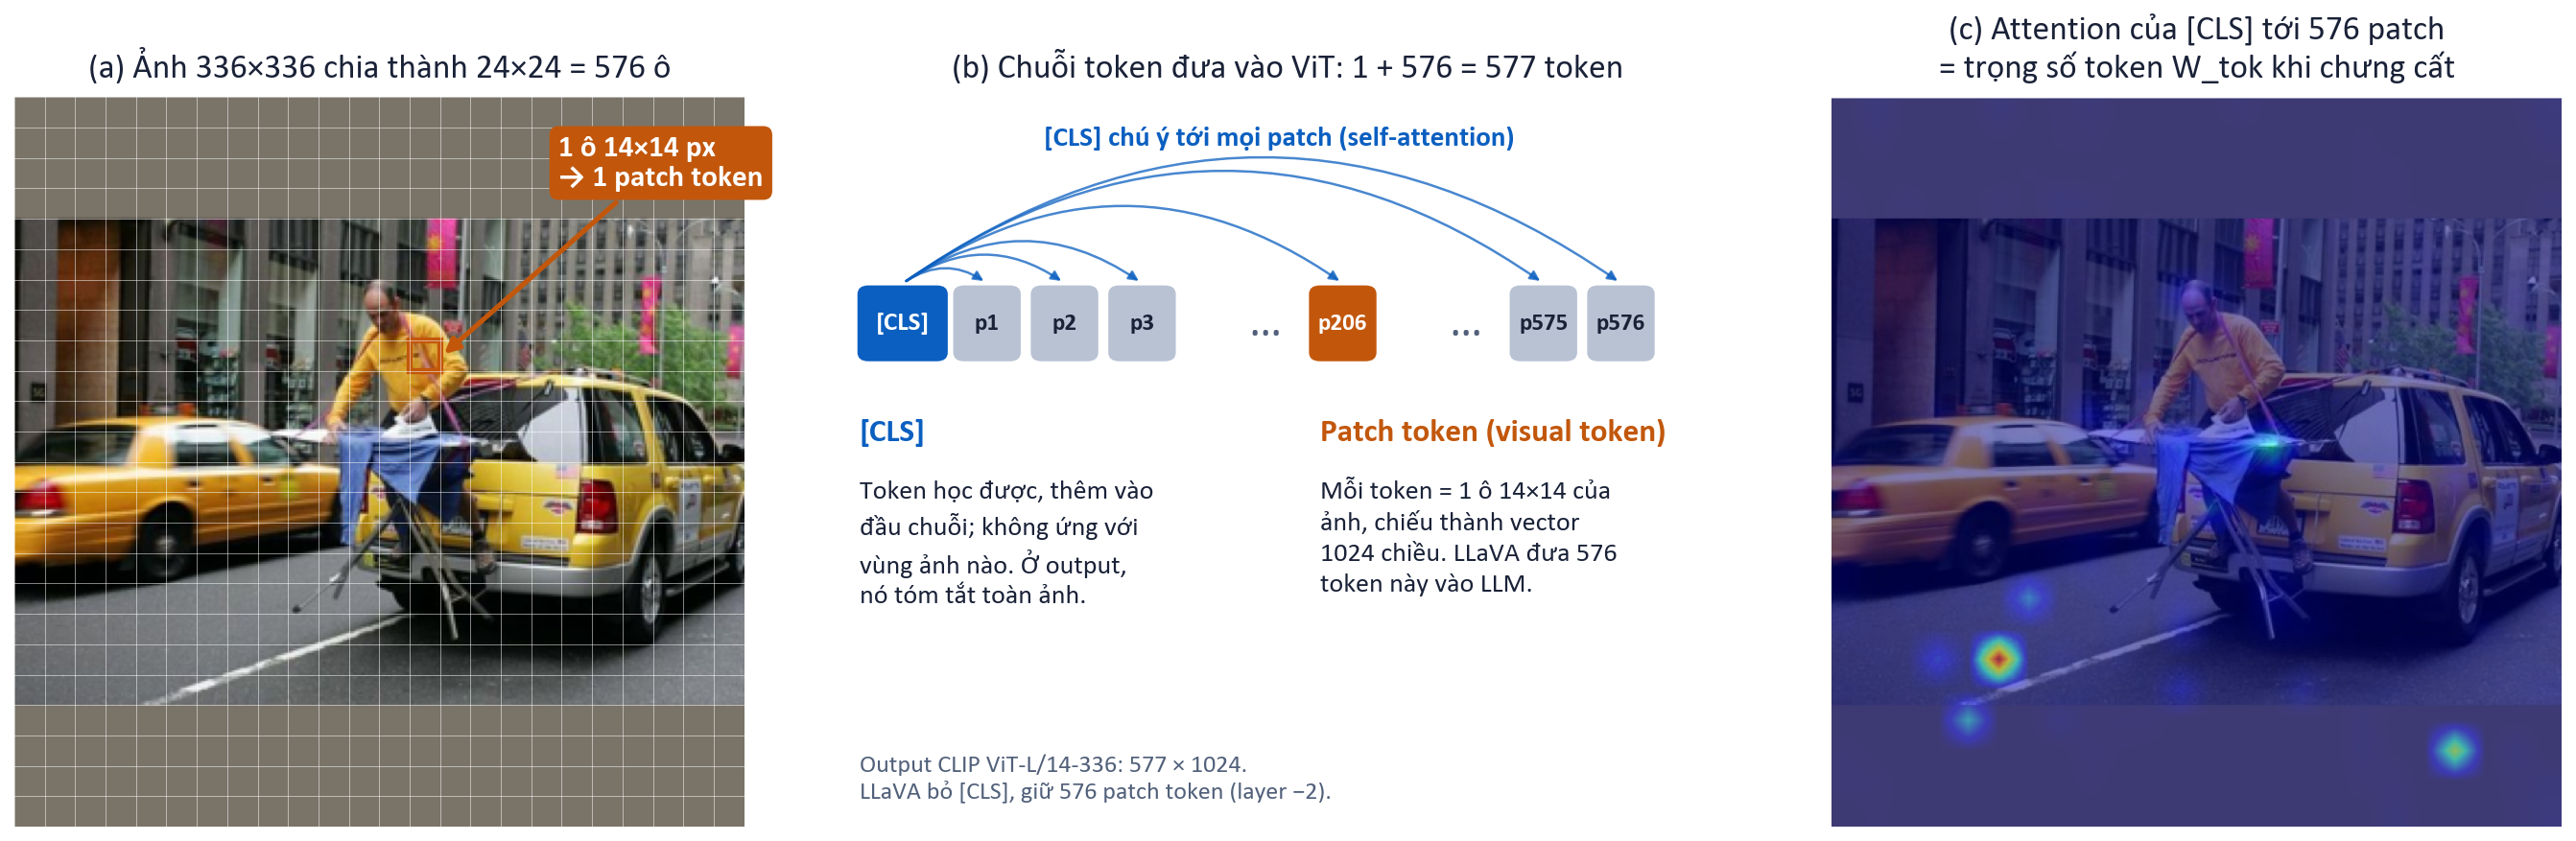 (a) Ảnh 336×336 chia thành 24×24 = 576 ô
1 ô 14×14 px
→ 1 patch token
(b) Chuỗi token đưa vào ViT: 1 + 576 = 577 token
[CLS] chú ý tới mọi patch (self-attention)
[CLS] p1 p2 p3 ... p206 ... p575 p576
[CLS]
Token học được, thêm vào
đầu chuỗi; không ứng với
vùng ảnh nào. Ở output,
nó tóm tắt toàn ảnh.
Patch token (visual token)
Mỗi token = 1 ô 14×14 của
ảnh, chiếu thành vector
1024 chiều. LLaVA đưa 576
token này vào LLM.
Output CLIP ViT-L/14-336: 577 × 1024.
LLaVA bỏ [CLS], giữ 576 patch token (layer −2).
(c) Attention của [CLS] tới 576 patch
= trọng số token W_tok khi chưng cất